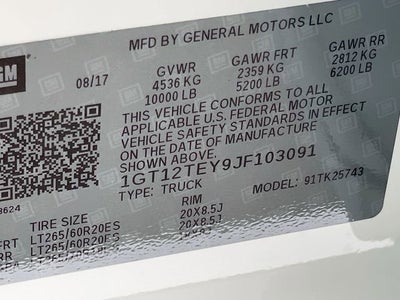 MFD BY GENERAL MOTORS LLC
GM
08/17 GVWR GAWR FRT GAWR RR
4536 KG 2359 KG 2812 KG
10000 LB 5200 LB 6200 LB
THIS VEHICLE CONFORMS TO ALL
APPLICABLE U.S. FEDERAL MOTOR
VEHICLE SAFETY STANDARDS IN EFFECT
ON THE DATE OF MANUFACTURE
SHOWN ABOVE.
1GT12TEY9JF103091
TYPE: TRUCK MODEL: 91TK25743
3624
TIRE SIZE RIM
FRT LT265/60R20ES 20X8.5J
RR LT265/60R20ES 20X8.5J